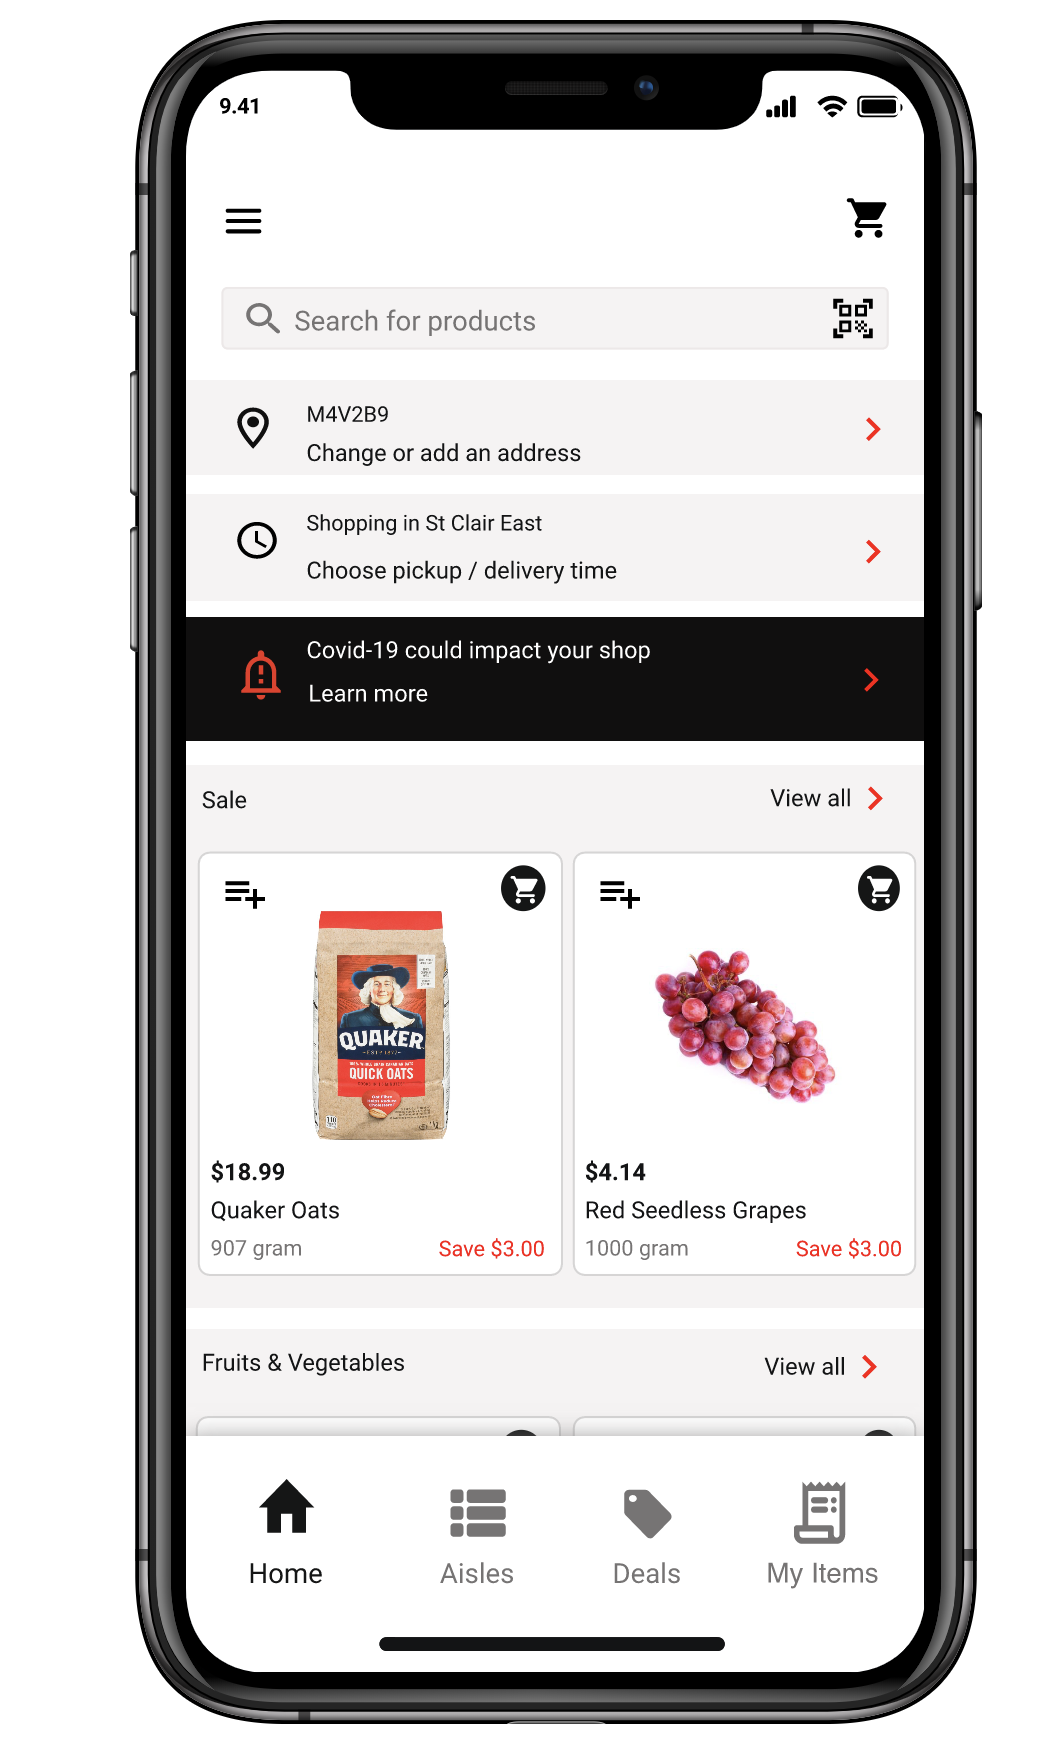 9.41
Search for products
M4V2B9
Change or add an address
Shopping in St Clair East
Choose pickup / delivery time
Covid-19 could impact your shop
Learn more
Sale
View all
QUAKER
QUICK OATS
$18.99
Quaker Oats
907 gram
Save $3.00
$4.14
Red Seedless Grapes
1000 gram
Save $3.00
Fruits & Vegetables
View all
Home
Aisles
Deals
My Items